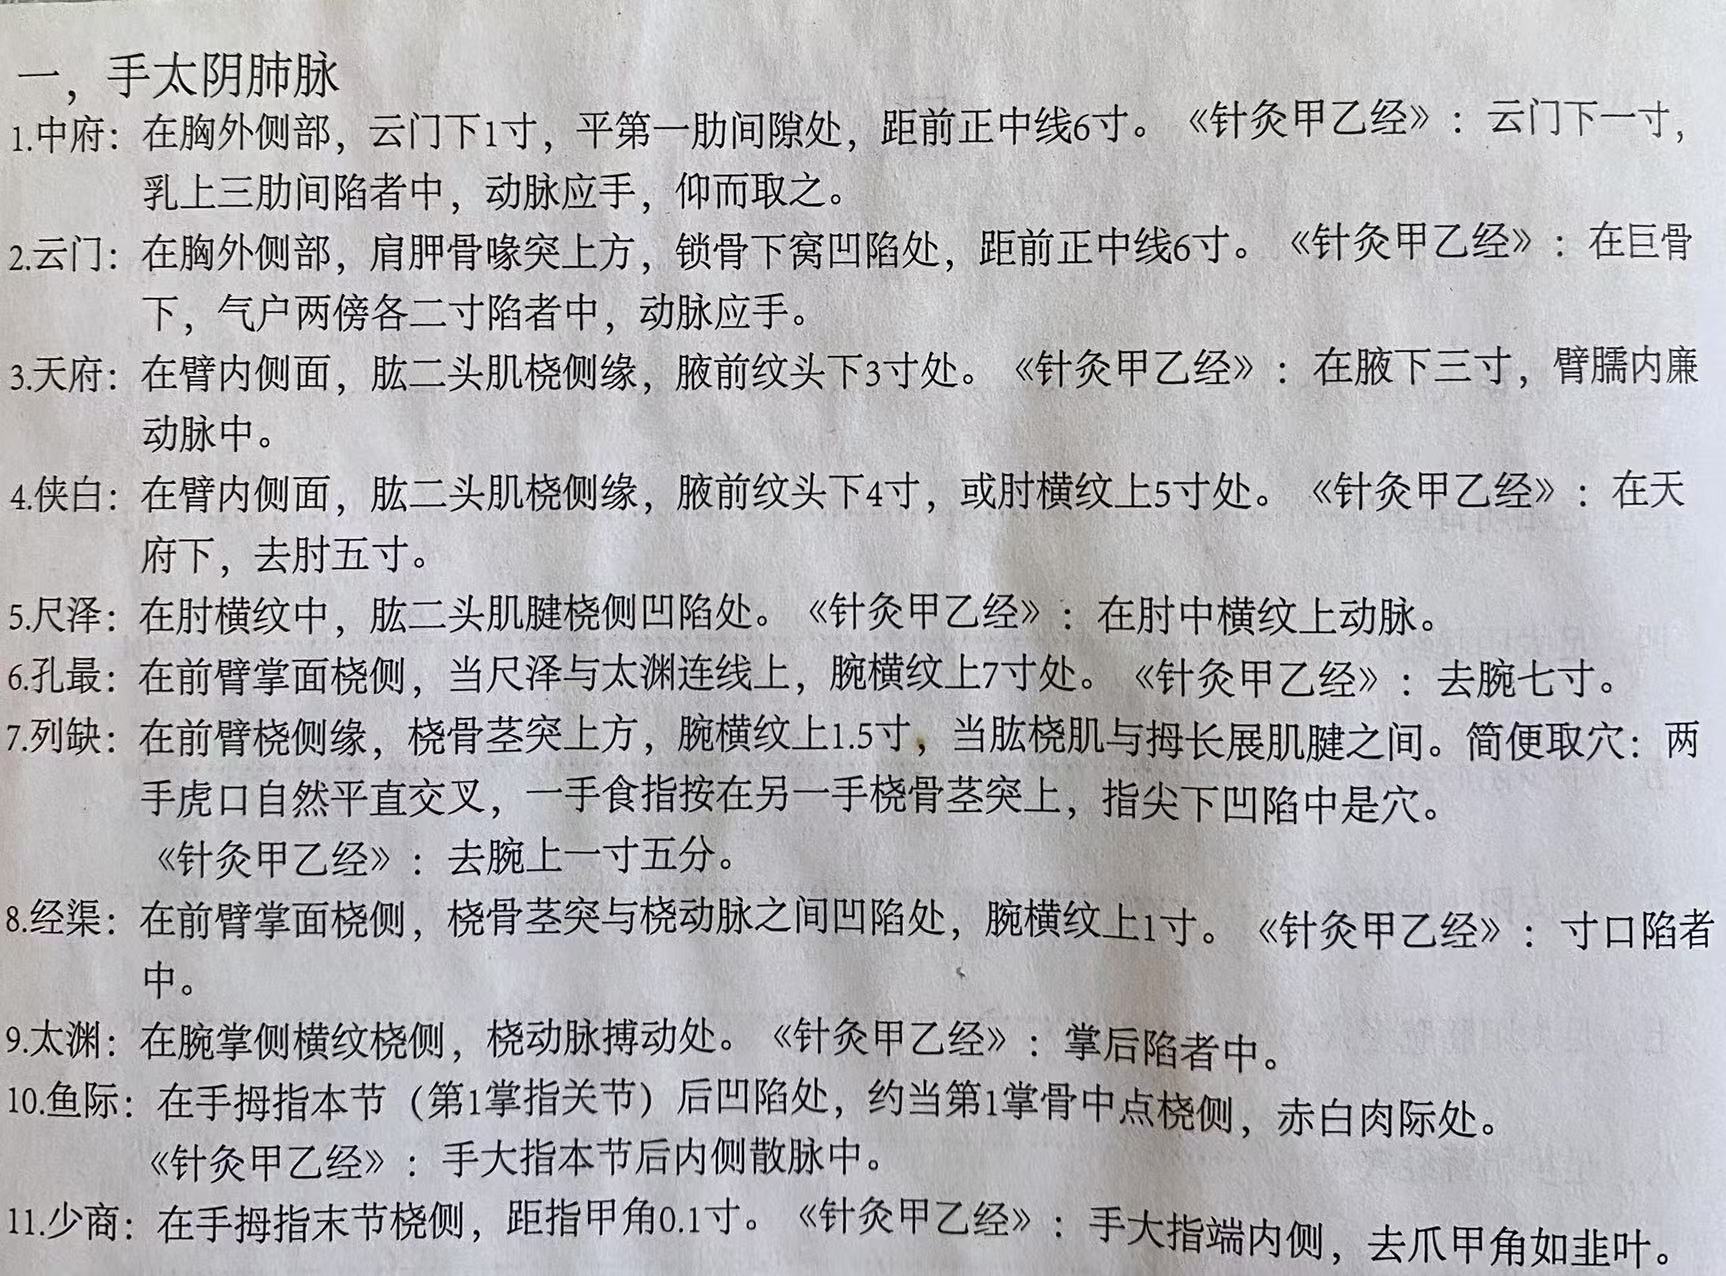 一，手太阴肺脉
1.中府：在胸外侧部，云门下1寸，平第一肋间隙处，距前正中线6寸。《针灸甲乙经》：云门下一寸，
乳上三肋间陷者中，动脉应手，仰而取之。
2.云门：在胸外侧部，肩胛骨喙突上方，锁骨下窝凹陷处，距前正中线6寸。《针灸甲乙经》：在巨骨
下，气户两傍各二寸陷者中，动脉应手。
3.天府：在臂内侧面，肱二头肌桡侧缘，腋前纹头下3寸处。《针灸甲乙经》：在腋下三寸，臂臑内廉
动脉中。
4.侠白：在臂内侧面，肱二头肌桡侧缘，腋前纹头下4寸，或肘横纹上5寸处。《针灸甲乙经》：在天
府下，去肘五寸。
5.尺泽：在肘横纹中，肱二头肌腱桡侧凹陷处。《针灸甲乙经》：在肘中横纹上动脉。
6.孔最：在前臂掌面桡侧，当尺泽与太渊连线上，腕横纹上7寸处。《针灸甲乙经》：去腕七寸。
7.列缺：在前臂桡侧缘，桡骨茎突上方，腕横纹上1.5寸，当肱桡肌与拇长展肌腱之间。简便取穴：两
手虎口自然平直交叉，一手食指按在另一手桡骨茎突上，指尖下凹陷中是穴。
《针灸甲乙经》：去腕上一寸五分。
8.经渠：在前臂掌面桡侧，桡骨茎突与桡动脉之间凹陷处，腕横纹上1寸。《针灸甲乙经》：寸口陷者
中。
9.太渊：在腕掌侧横纹桡侧，桡动脉搏动处。《针灸甲乙经》：掌后陷者中。
10.鱼际：在手拇指本节（第1掌指关节）后凹陷处，约当第1掌骨中点桡侧，赤白肉际处。
《针灸甲乙经》：手大指本节后内侧散脉中。
11.少商：在手拇指末节桡侧，距指甲角0.1寸。《针灸甲乙经》：手大指端内侧，去爪甲角如韭叶。